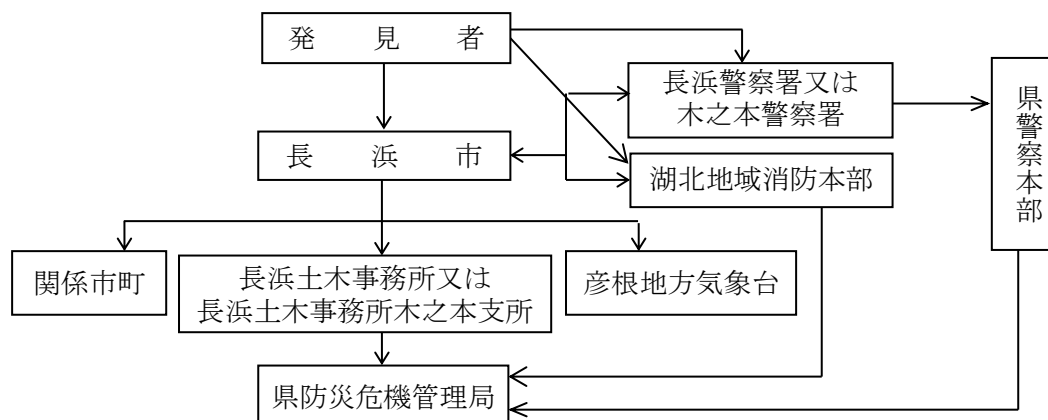 発見者
長浜警察署又は
木之本警察署
県警察本部
長浜市
湖北地域消防本部
関係市町
長浜土木事務所又は
長浜土木事務所木之本支所
彦根地方気象台
県防災危機管理局